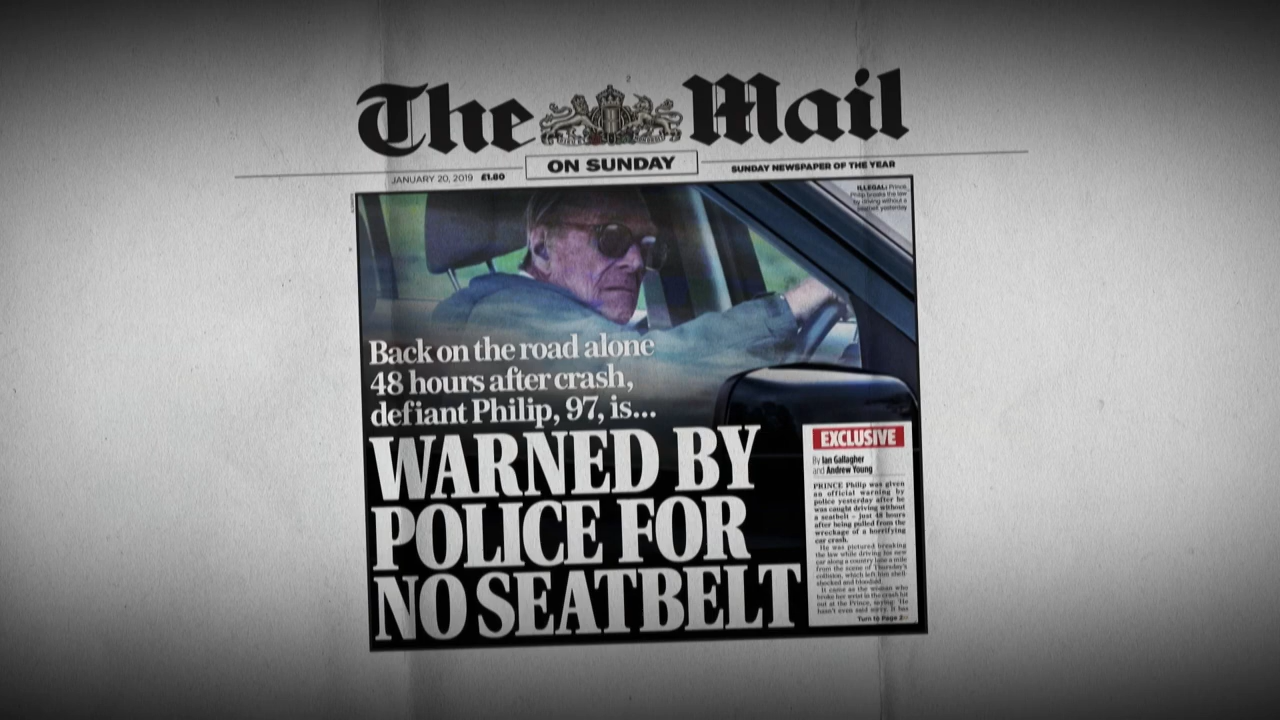 The Mail
ON SUNDAY
JANUARY 20, 2019 £1.80
SUNDAY NEWSPAPER OF THE YEAR
ILLEGAL: Prince
Philip breaks the law
by driving without a
seatbelt yesterday
Back on the road alone
48 hours after crash,
defiant Philip, 97, is...
WARNED BY
POLICE FOR
NO SEATBELT
EXCLUSIVE
By Ian Gallagher
and Andrew Young
PRINCE Philip was given
an official warning by
police yesterday after he
was caught driving without
a seatbelt – just 48 hours
after being pulled from the
wreckage of a horrifying
car crash.
He was pictured breaking
the law while driving his new
car along a country lane a mile
from the scene of Thursday's
collision, which left him shell-
shocked and bloodied.
It came as the woman who
broke her wrist in the crash hit
out at the Prince, saying: 'He
hasn't even said sorry. It has
Turn to Page 2